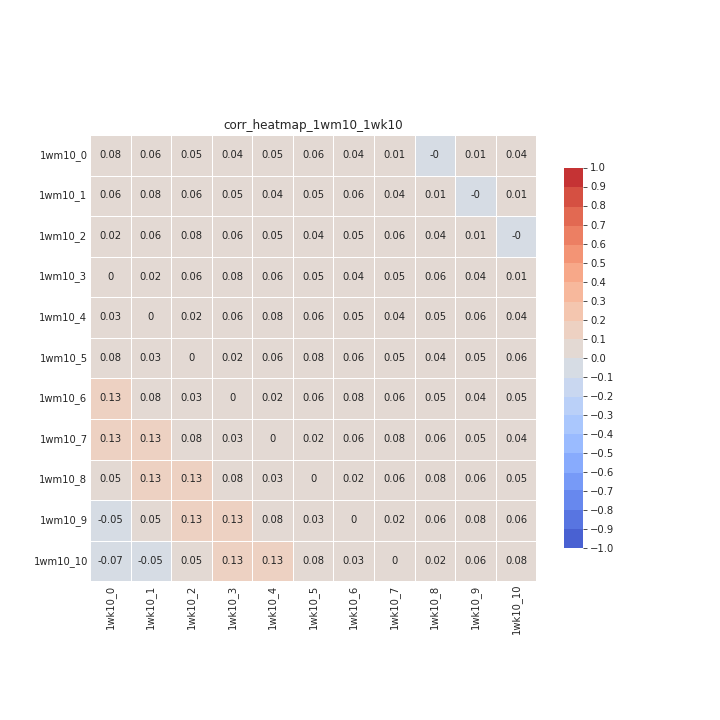 corr_heatmap_1wm10_1wk10
1wm10_0 0.08 0.06 0.05 0.04 0.05 0.06 0.04 0.01 -0 0.01 0.04
1wm10_1 0.06 0.08 0.06 0.05 0.04 0.05 0.06 0.04 0.01 -0 0.01
1wm10_2 0.02 0.06 0.08 0.06 0.05 0.04 0.05 0.06 0.04 0.01 -0
1wm10_3 0 0.02 0.06 0.08 0.06 0.05 0.04 0.05 0.06 0.04 0.01
1wm10_4 0.03 0 0.02 0.06 0.08 0.06 0.05 0.04 0.05 0.06 0.04
1wm10_5 0.08 0.03 0 0.02 0.06 0.08 0.06 0.05 0.04 0.05 0.06
1wm10_6 0.13 0.08 0.03 0 0.02 0.06 0.08 0.06 0.05 0.04 0.05
1wm10_7 0.13 0.13 0.08 0.03 0 0.02 0.06 0.08 0.06 0.05 0.04
1wm10_8 0.05 0.13 0.13 0.08 0.03 0 0.02 0.06 0.08 0.06 0.05
1wm10_9 -0.05 0.05 0.13 0.13 0.08 0.03 0 0.02 0.06 0.08 0.06
1wm10_10 -0.07 -0.05 0.05 0.13 0.13 0.08 0.03 0 0.02 0.06 0.08
1wk10_0 1wk10_1 1wk10_2 1wk10_3 1wk10_4 1wk10_5 1wk10_6 1wk10_7 1wk10_8 1wk10_9 1wk10_10
1.0
0.9
0.8
0.7
0.6
0.5
0.4
0.3
0.2
0.1
0.0
−0.1
−0.2
−0.3
−0.4
−0.5
−0.6
−0.7
−0.8
−0.9
−1.0